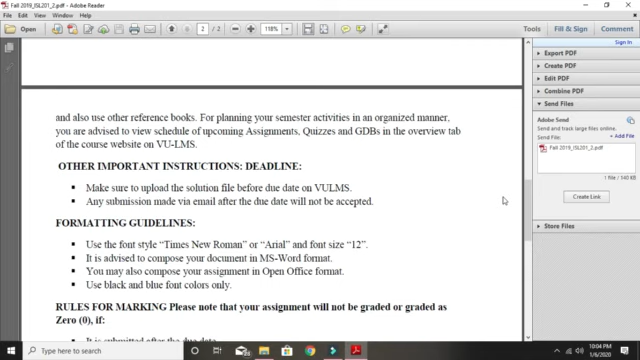 Fall 2019_ISL201_2.pdf - Adobe Reader
File Edit View Window Help
Open 2 / 2 118% Tools Fill & Sign Comment
Sign In
Export PDF
Create PDF
Edit PDF
Combine PDF
Send Files
Adobe Send
Send and track large files online.
Send File: + Add File
Fall 2019_ISL201_2.pdf
1 file / 540 KB
Create Link
Store Files
and also use other reference books. For planning your semester activities in an organized manner,
you are advised to view schedule of upcoming Assignments, Quizzes and GDBs in the overview tab
of the course website on VU-LMS.
OTHER IMPORTANT INSTRUCTIONS: DEADLINE:
▪ Make sure to upload the solution file before due date on VULMS.
▪ Any submission made via email after the due date will not be accepted.
FORMATTING GUIDELINES:
▪ Use the font style “Times New Roman” or “Arial” and font size “12”.
▪ It is advised to compose your document in MS-Word format.
▪ You may also compose your assignment in Open Office format.
▪ Use black and blue font colors only.
RULES FOR MARKING Please note that your assignment will not be graded or graded as
Zero (0), if:
▪ It is submitted after the due date.
Type here to search
10:04 PM
1/6/2020